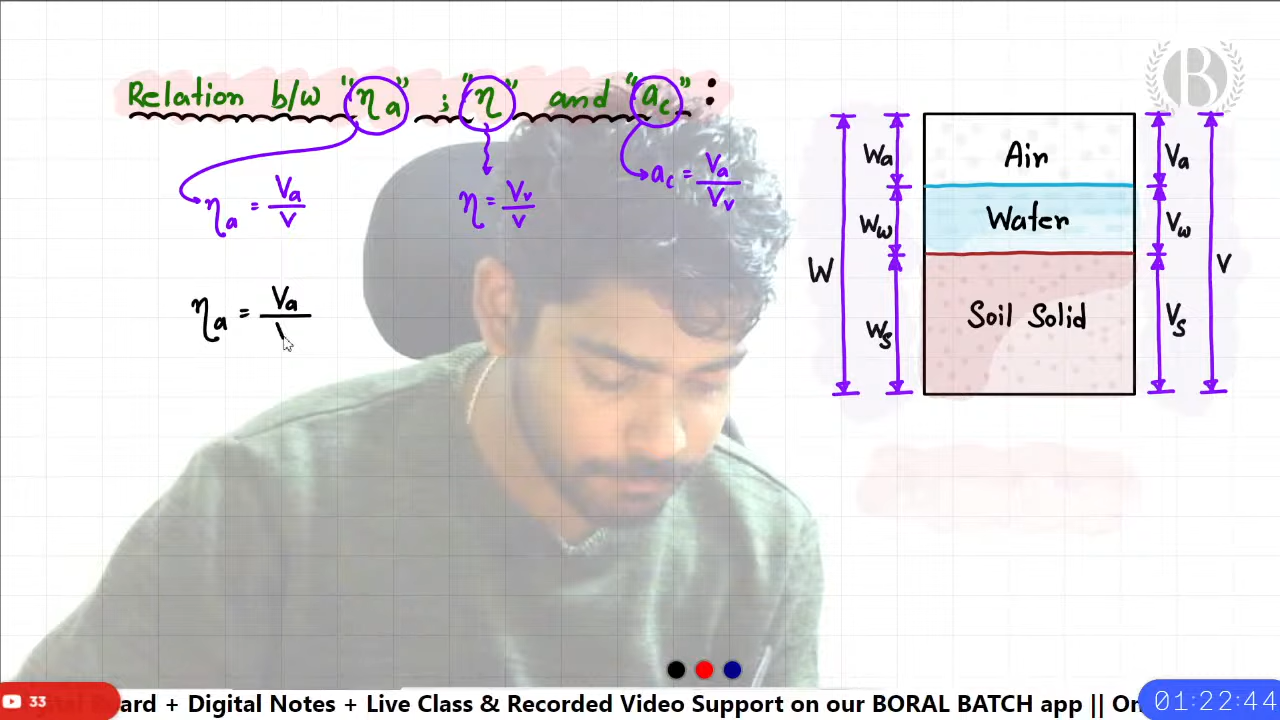 Relation b/w "ηa" ; "η" and "ac" :
ηa = Va/V
η = Vv/V
ac = Va/Vv
ηa = Va/
B
Wa
Air
Va
Ww
Water
Vw
W
V
Ws
Soil Solid
Vs
33
Board + Digital Notes + Live Class & Recorded Video Support on our BORAL BATCH app || On
01:22:44